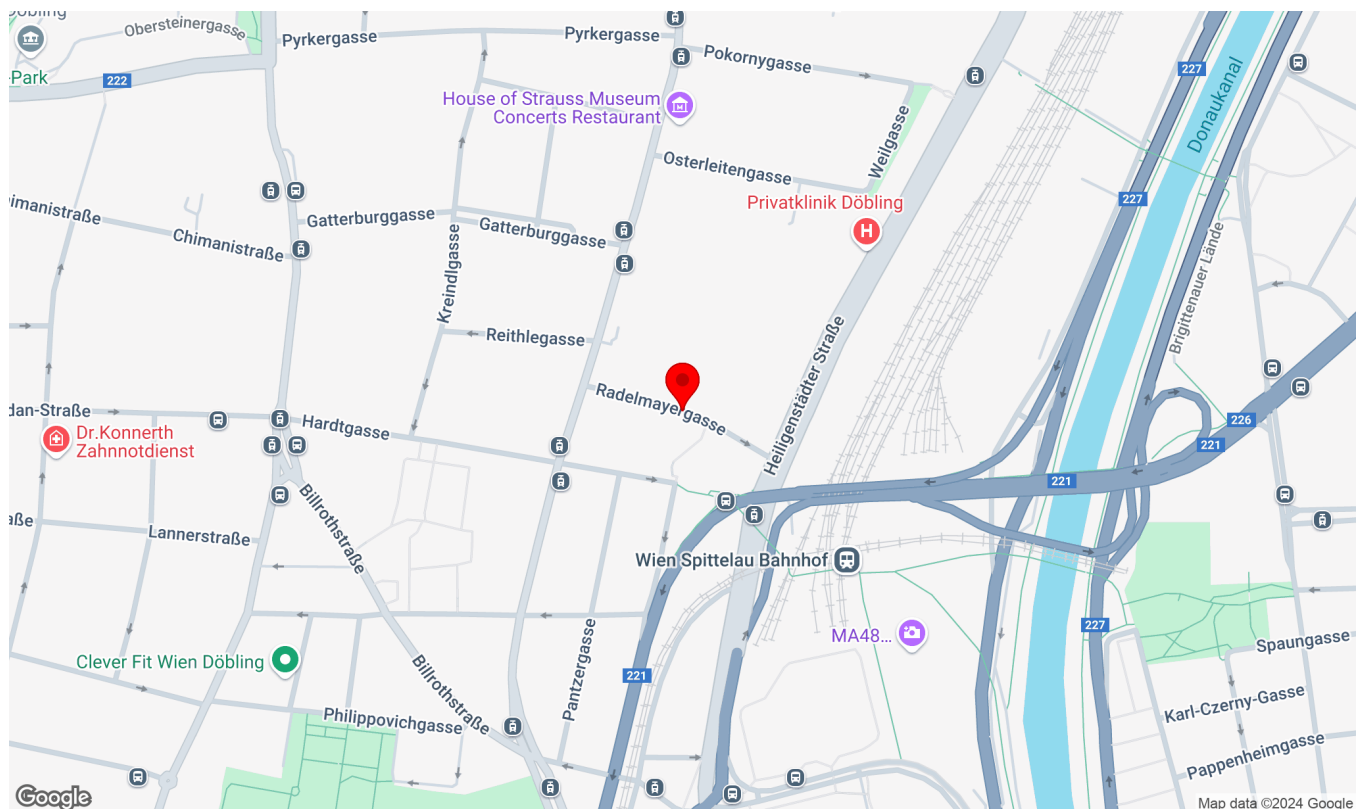 Döbling
Obersteinergasse
Pyrkergasse
Pyrkergasse
Pokornygasse
-Park
222
227
227
Donaukanal
House of Strauss Museum
Concerts Restaurant
Osterleitengasse
Weilgasse
Privatklinik Döbling
H
himanistraße
Chimanistraße
Gatterburggasse
Gatterburggasse
Kreindlgasse
Reithlegasse
Heiligenstädter Straße
Brigittenauer Lände
Radelmayergasse
dan-Straße
Dr.Konnerth
Zahnnotdienst
Hardtgasse
226
221
221
Billrothstraße
aße
Lannerstraße
Wien Spittelau Bahnhof
MA48...
227
Spaungasse
Clever Fit Wien Döbling
Billrothstraße
Pantzergasse
221
Karl-Czerny-Gasse
Philippovichgasse
Pappenheimgasse
Google
Map data ©2024 Google